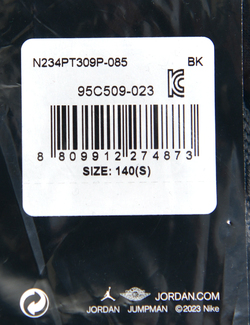 N234PT309P-085 BK
95C509-023
8 809912 274873
SIZE: 140(S)
JORDAN.COM
JORDAN JUMPMAN ©2023 Nike